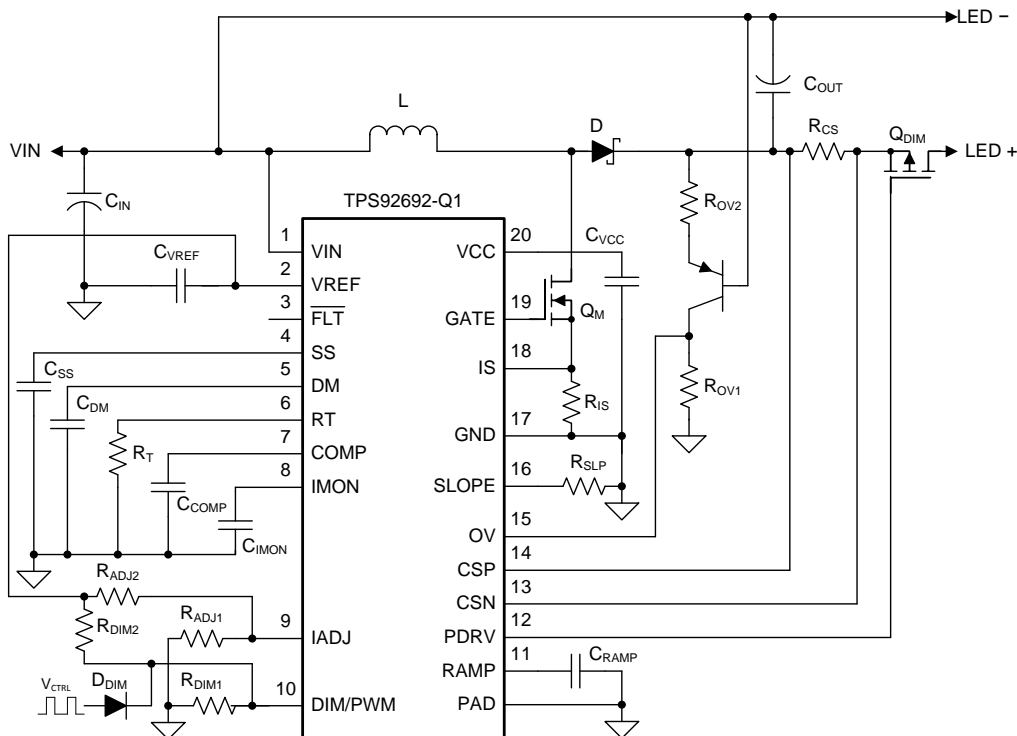 LED −
C_OUT
L
D
R_CS
Q_DIM
VIN
LED +
C_IN
R_OV2
TPS92692-Q1
C_VREF
1
VIN
VCC
20
C_VCC
2
VREF
3
FLT
GATE
19
Q_M
4
SS
IS
18
C_SS
5
DM
R_IS
R_OV1
C_DM
6
RT
GND
17
R_T
7
COMP
R_SLP
8
IMON
SLOPE
16
C_COMP
C_IMON
OV
15
CSP
14
R_ADJ2
CSN
13
R_ADJ1
9
IADJ
PDRV
12
R_DIM2
RAMP
11
C_RAMP
V_CTRL
D_DIM
R_DIM1
10
DIM/PWM
PAD